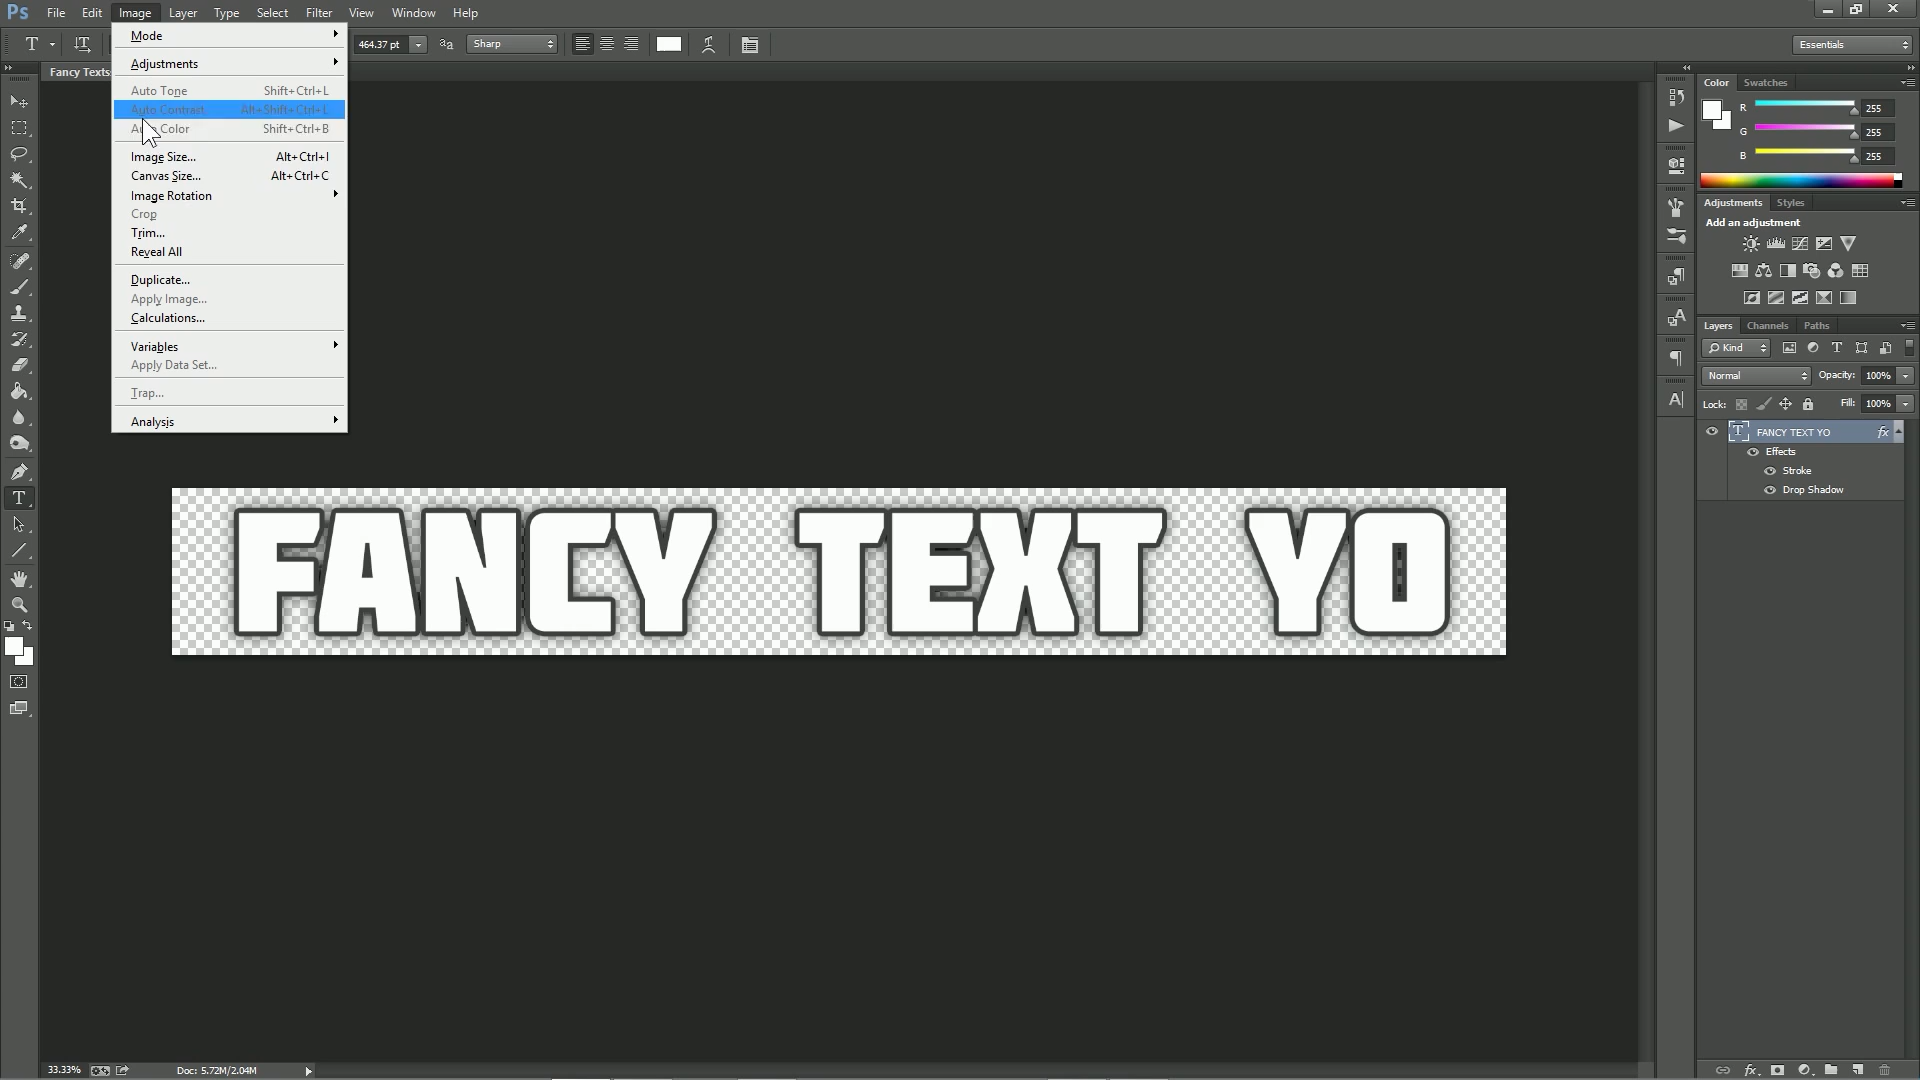 Ps File Edit Image Layer Type Select Filter View Window Help
T 464.37 pt aa Sharp Essentials
Fancy Texts
Mode
Adjustments
Auto Tone Shift+Ctrl+L
Auto Contrast Alt+Shift+Ctrl+L
Auto Color Shift+Ctrl+B
Image Size... Alt+Ctrl+I
Canvas Size... Alt+Ctrl+C
Image Rotation
Crop
Trim...
Reveal All
Duplicate...
Apply Image...
Calculations...
Variables
Apply Data Set...
Trap...
Analysis
FANCY TEXT YO
Color Swatches
R 255
G 255
B 255
Adjustments Styles
Add an adjustment
Layers Channels Paths
Kind T
Normal Opacity: 100%
Lock: Fill: 100%
T FANCY TEXT YO fx
Effects
Stroke
Drop Shadow
33.33% Doc: 5.72M/2.04M
fx